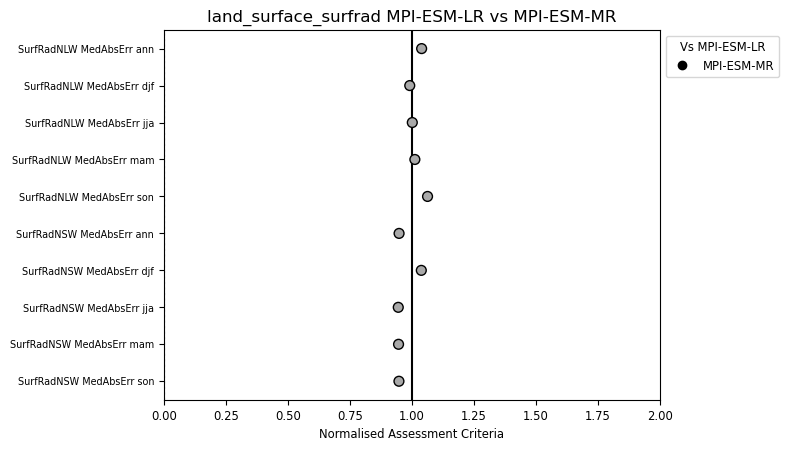 land_surface_surfrad MPI-ESM-LR vs MPI-ESM-MR
Vs MPI-ESM-LR
MPI-ESM-MR
SurfRadNLW MedAbsErr ann
SurfRadNLW MedAbsErr djf
SurfRadNLW MedAbsErr jja
SurfRadNLW MedAbsErr mam
SurfRadNLW MedAbsErr son
SurfRadNSW MedAbsErr ann
SurfRadNSW MedAbsErr djf
SurfRadNSW MedAbsErr jja
SurfRadNSW MedAbsErr mam
SurfRadNSW MedAbsErr son
0.00 0.25 0.50 0.75 1.00 1.25 1.50 1.75 2.00
Normalised Assessment Criteria